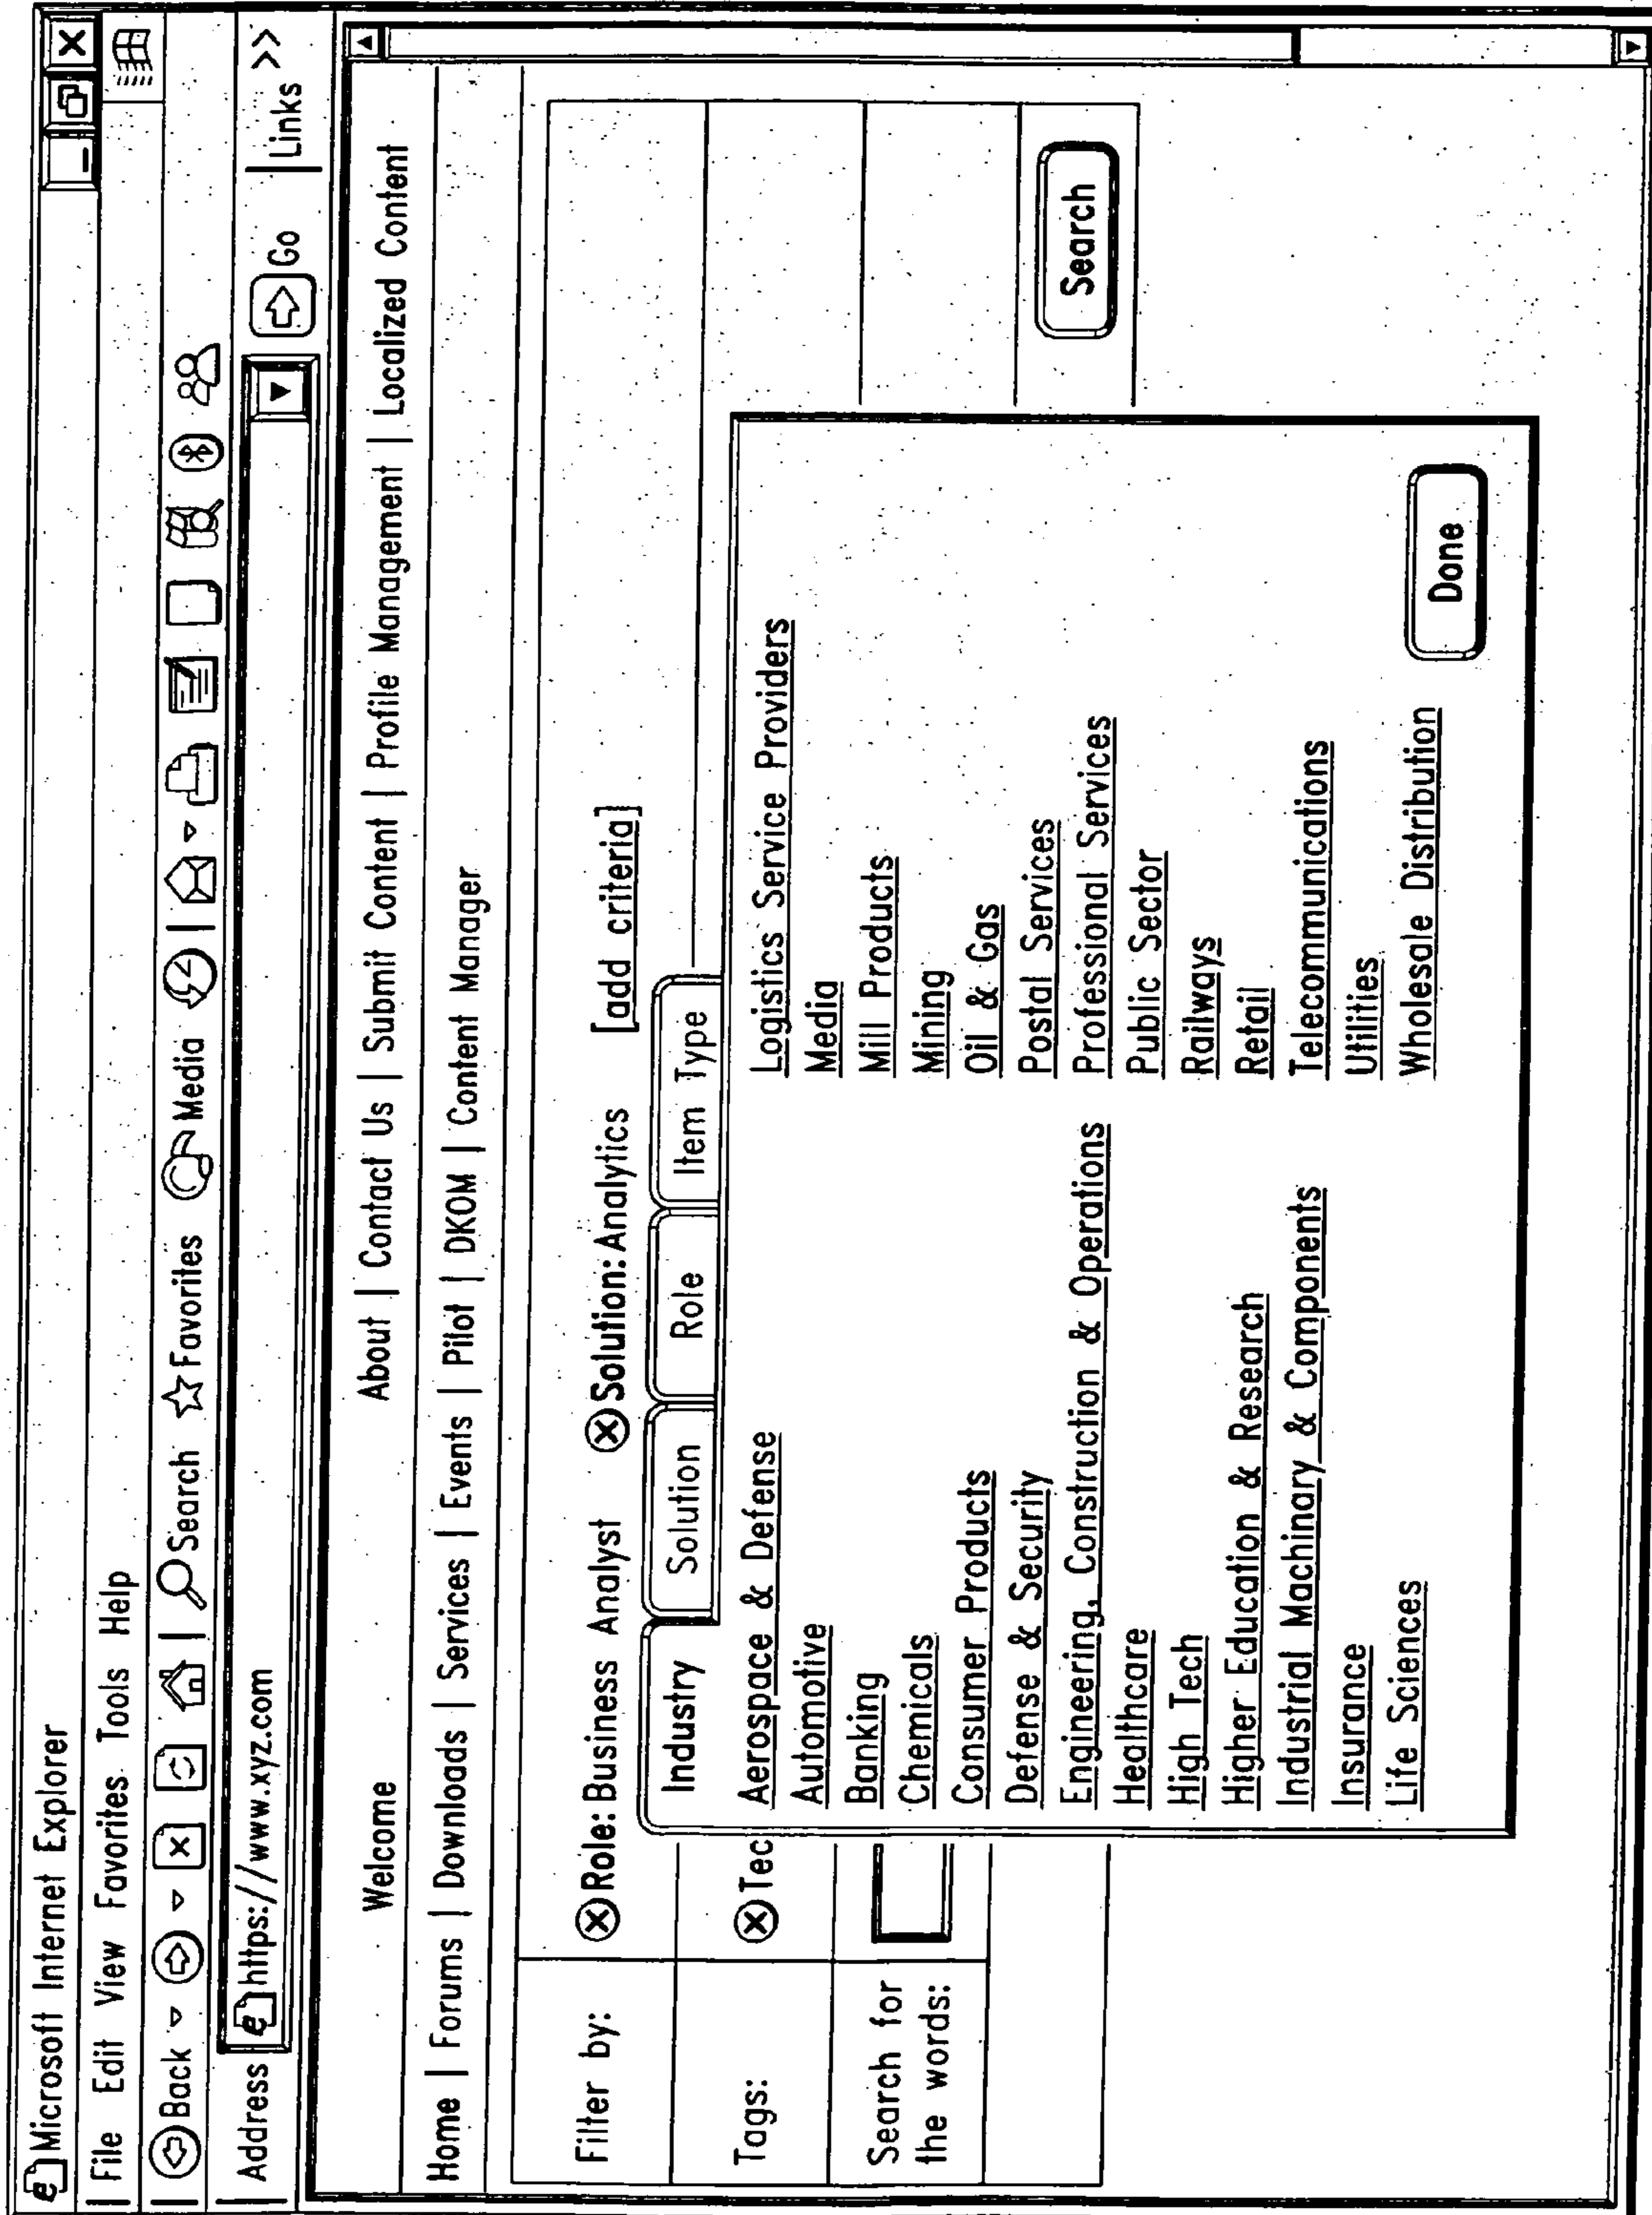 Microsoft Internet Explorer
File Edit View Favorites Tools Help
Back Search Favorites Media
Address https://www.xyz.com Go Links >>
Welcome About | Contact Us | Submit Content | Profile Management | Localized Content
Home | Forums | Downloads | Services | Events | Pilot | DKOM | Content Manager
Filter by: Role: Business Analyst Solution: Analytics [add criteria]
Industry Solution Role Item Type
Tags: Tec
Search for
the words:
Aerospace & Defense
Automotive
Banking
Chemicals
Consumer Products
Defense & Security
Engineering, Construction & Operations
Healthcare
High Tech
Higher Education & Research
Industrial Machinary & Components
Insurance
Life Sciences
Logistics Service Providers
Media
Mill Products
Mining
Oil & Gas
Postal Services
Professional Services
Public Sector
Railways
Retail
Telecommunications
Utilities
Wholesale Distribution
Done
Search